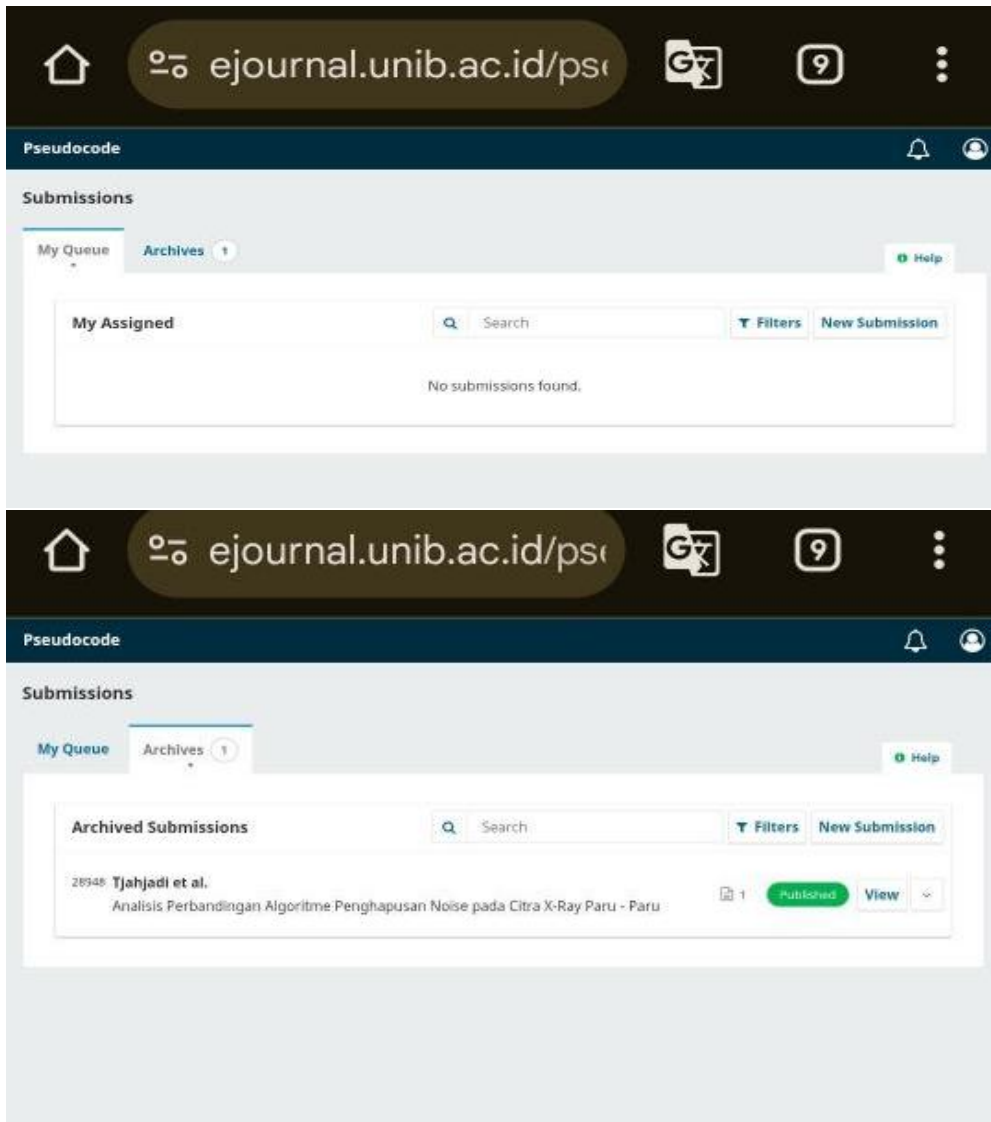 ejournal.unib.ac.id/pse
9
Pseudocode
Submissions
My Queue
Archives 1
Help
My Assigned
Search
Filters
New Submission
No submissions found.
ejournal.unib.ac.id/pse
9
Pseudocode
Submissions
My Queue
Archives 1
Help
Archived Submissions
Search
Filters
New Submission
28948 Tjahjadi et al.
Analisis Perbandingan Algoritme Penghapusan Noise pada Citra X-Ray Paru - Paru
1
Published
View